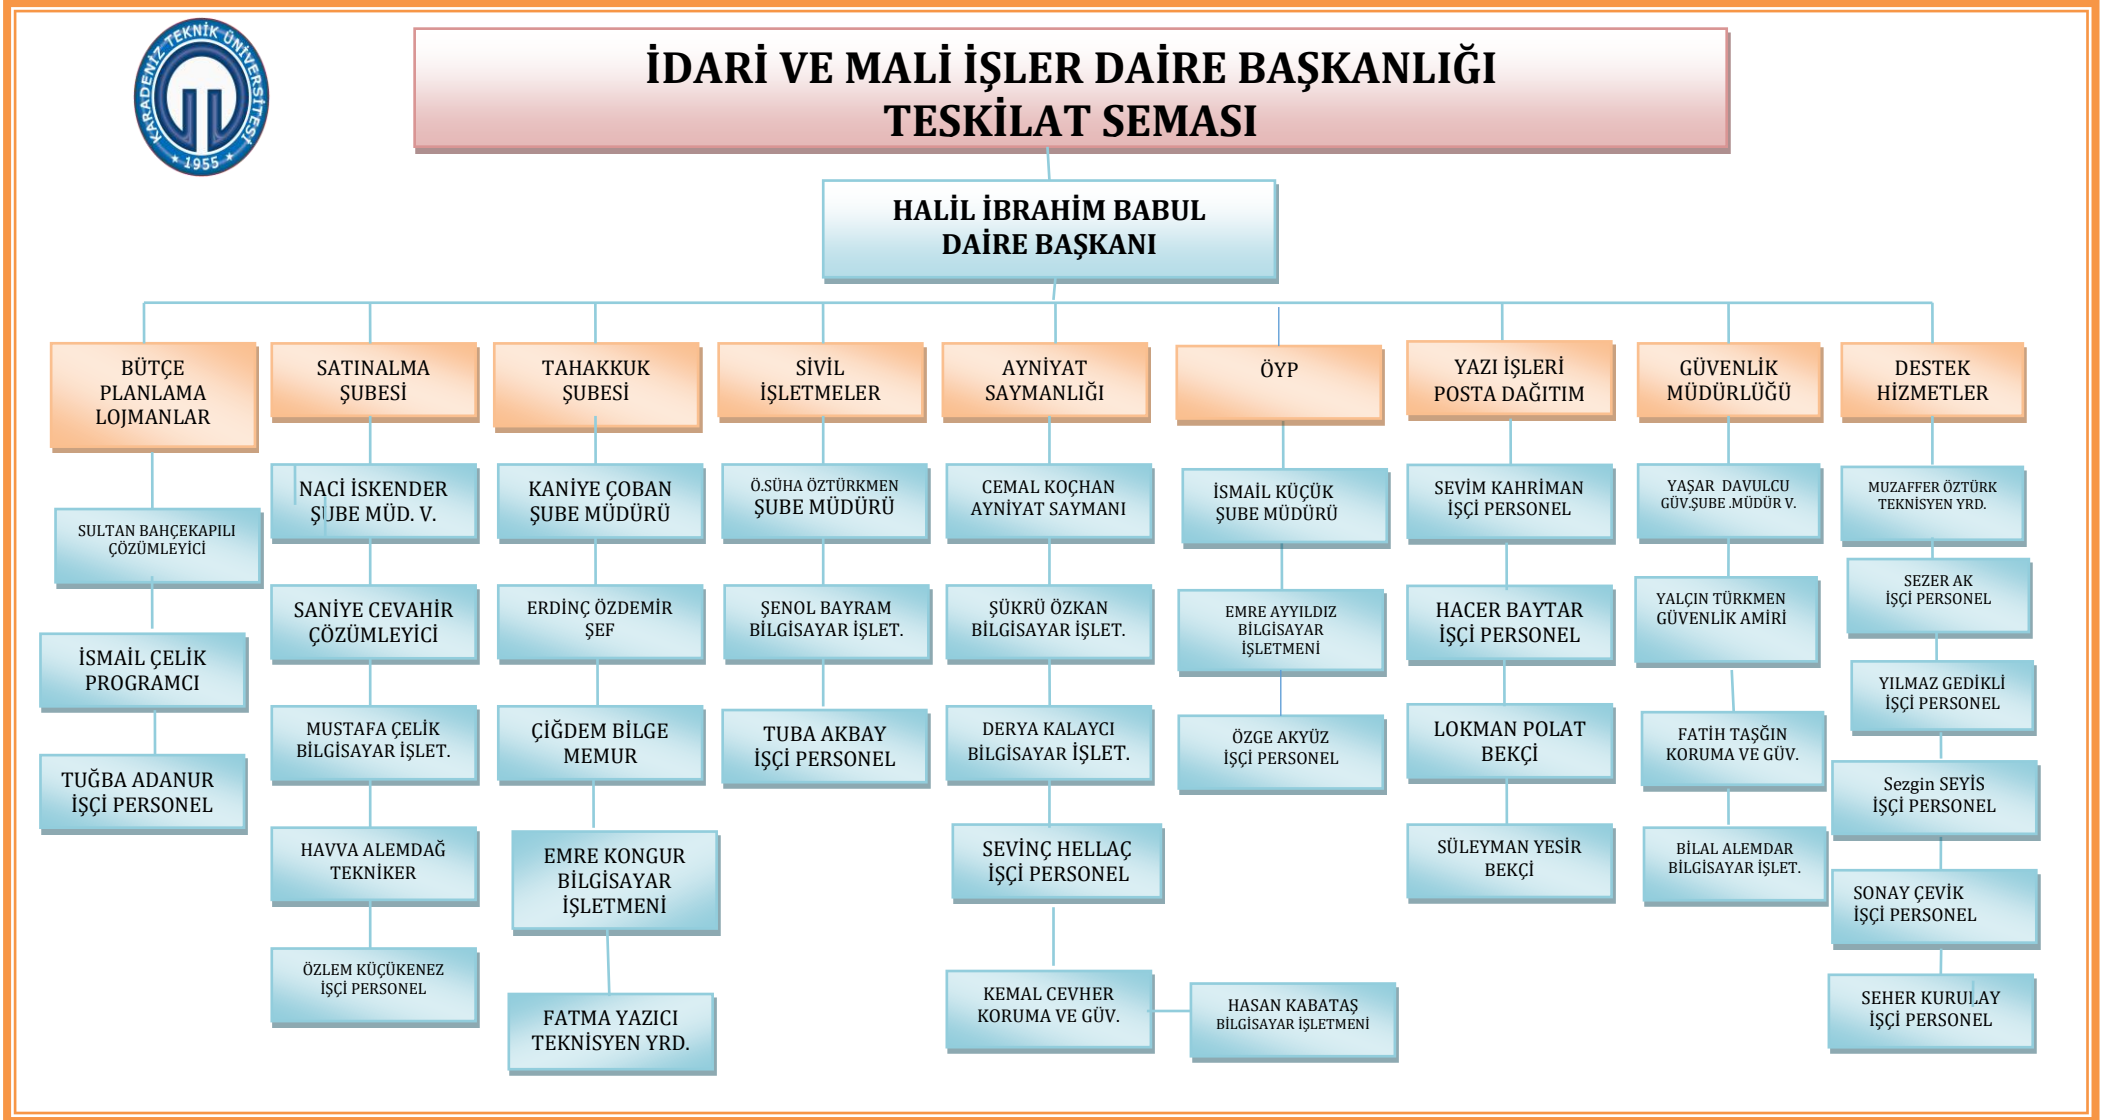 KARADENİZ TEKNİK ÜNİVERSİTESİ
★ 1955 ★
İDARİ VE MALİ İŞLER DAİRE BAŞKANLIĞI
TESKİLAT SEMASI
HALİL İBRAHİM BABUL
DAİRE BAŞKANI
BÜTÇE
PLANLAMA
LOJMANLAR
SULTAN BAHÇEKAPILI
ÇÖZÜMLEYİCİ
İSMAİL ÇELİK
PROGRAMCI
TUĞBA ADANUR
İŞÇİ PERSONEL
SATINALMA
ŞUBESİ
NACİ İSKENDER
ŞUBE MÜD. V.
SANİYE CEVAHİR
ÇÖZÜMLEYİCİ
MUSTAFA ÇELİK
BİLGİSAYAR İŞLET.
HAVVA ALEMDAĞ
TEKNİKER
ÖZLEM KÜÇÜKENEZ
İŞÇİ PERSONEL
TAHAKKUK
ŞUBESİ
KANİYE ÇOBAN
ŞUBE MÜDÜRÜ
ERDİNÇ ÖZDEMİR
ŞEF
ÇİĞDEM BİLGE
MEMUR
EMRE KONGUR
BİLGİSAYAR
İŞLETMENİ
FATMA YAZICI
TEKNİSYEN YRD.
SİVİL
İŞLETMELER
Ö.SÜHA ÖZTÜRKMEN
ŞUBE MÜDÜRÜ
ŞENOL BAYRAM
BİLGİSAYAR İŞLET.
TUBA AKBAY
İŞÇİ PERSONEL
AYNİYAT
SAYMANLIĞI
CEMAL KOÇHAN
AYNİYAT SAYMANI
ŞÜKRÜ ÖZKAN
BİLGİSAYAR İŞLET.
DERYA KALAYCI
BİLGİSAYAR İŞLET.
SEVİNÇ HELLAÇ
İŞÇİ PERSONEL
KEMAL CEVHER
KORUMA VE GÜV.
HASAN KABATAŞ
BİLGİSAYAR İŞLETMENİ
ÖYP
İSMAİL KÜÇÜK
ŞUBE MÜDÜRÜ
EMRE AYYILDIZ
BİLGİSAYAR
İŞLETMENİ
ÖZGE AKYÜZ
İŞÇİ PERSONEL
YAZI İŞLERİ
POSTA DAĞITIM
SEVİM KAHRİMAN
İŞÇİ PERSONEL
HACER BAYTAR
İŞÇİ PERSONEL
LOKMAN POLAT
BEKÇİ
SÜLEYMAN YESİR
BEKÇİ
GÜVENLİK
MÜDÜRLÜĞÜ
YAŞAR DAVULCU
GÜV.ŞUBE .MÜDÜR V.
YALÇIN TÜRKMEN
GÜVENLİK AMİRİ
FATİH TAŞĞIN
KORUMA VE GÜV.
BİLAL ALEMDAR
BİLGİSAYAR İŞLET.
DESTEK
HİZMETLER
MUZAFFER ÖZTÜRK
TEKNİSYEN YRD.
SEZER AK
İŞÇİ PERSONEL
YILMAZ GEDİKLİ
İŞÇİ PERSONEL
Sezgin SEYİS
İŞÇİ PERSONEL
SONAY ÇEVİK
İŞÇİ PERSONEL
SEHER KURULAY
İŞÇİ PERSONEL